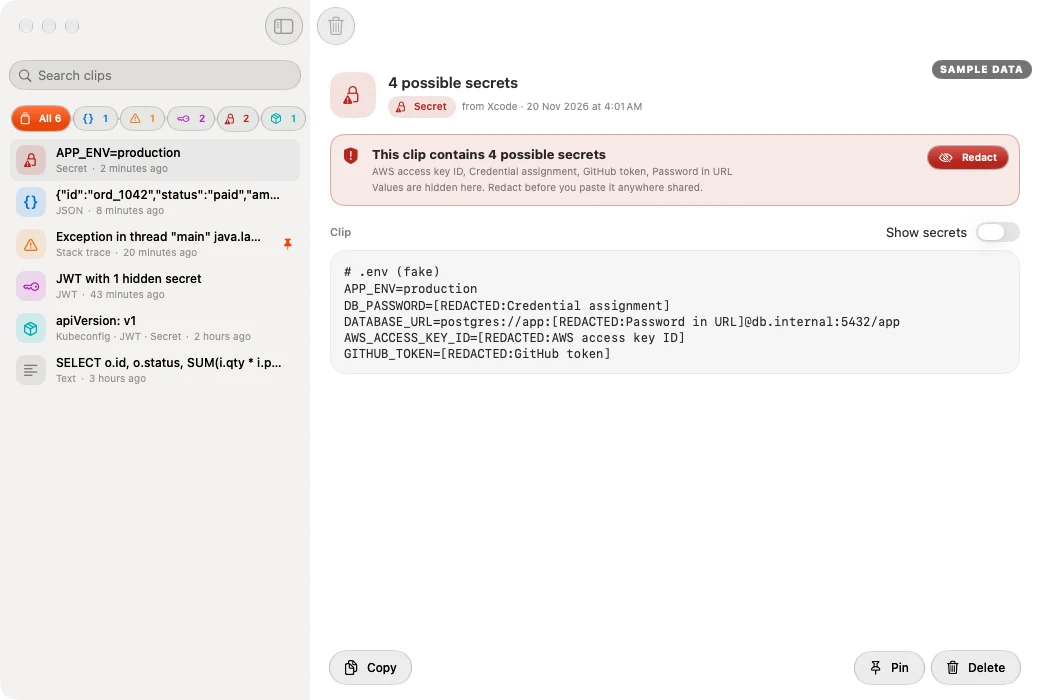 Search clips
All 6
{} 1
1
2
2
1
APP_ENV=production
Secret · 2 minutes ago
{} {"id":"ord_1042","status":"paid","am...
JSON · 8 minutes ago
Exception in thread "main" java.la...
Stack trace · 20 minutes ago
JWT with 1 hidden secret
JWT · 43 minutes ago
apiVersion: v1
Kubeconfig · JWT · Secret · 2 hours ago
SELECT o.id, o.status, SUM(i.qty * i.p...
Text · 3 hours ago
SAMPLE DATA
4 possible secrets
Secret from Xcode · 20 Nov 2026 at 4:01 AM
This clip contains 4 possible secrets
AWS access key ID, Credential assignment, GitHub token, Password in URL
Values are hidden here. Redact before you paste it anywhere shared.
Redact
Clip
Show secrets
# .env (fake)
APP_ENV=production
DB_PASSWORD=[REDACTED:Credential assignment]
DATABASE_URL=postgres://app:[REDACTED:Password in URL]@db.internal:5432/app
AWS_ACCESS_KEY_ID=[REDACTED:AWS access key ID]
GITHUB_TOKEN=[REDACTED:GitHub token]
Copy
Pin
Delete